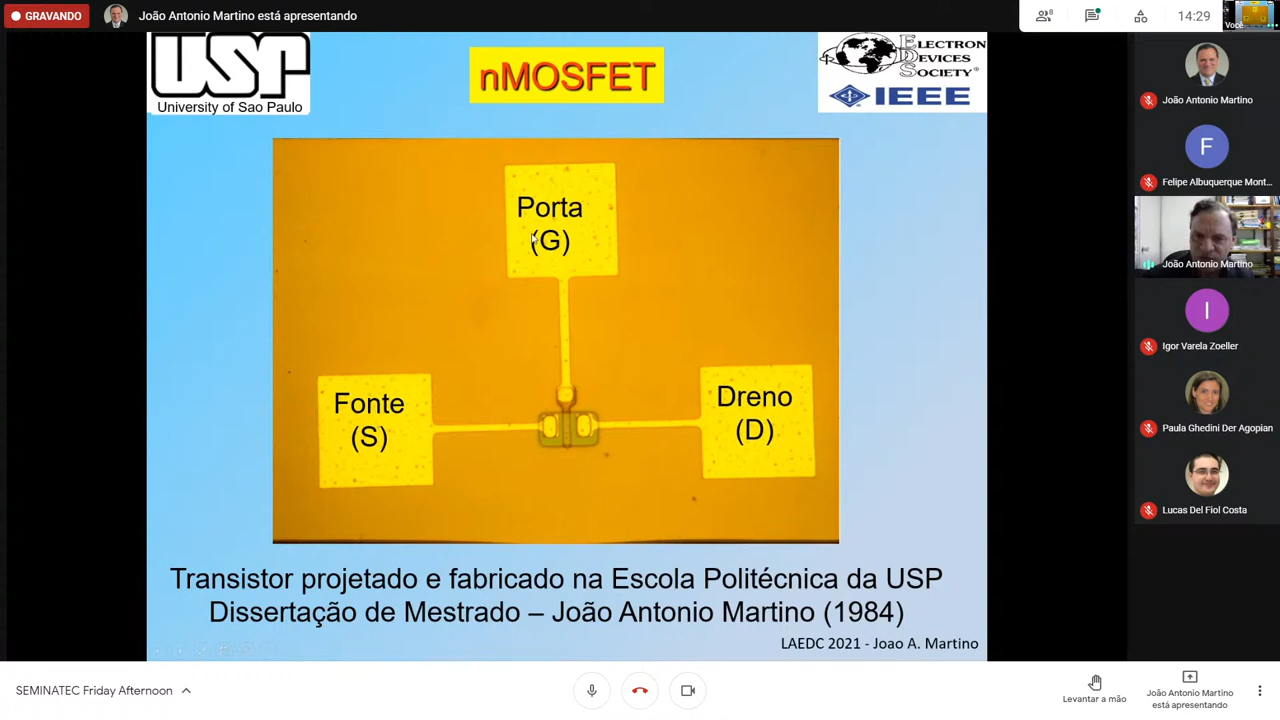 GRAVANDO
João Antonio Martino está apresentando
8
14:29
Você
USP
University of Sao Paulo
nMOSFET
EDS
ELECTRON
DEVICES
SOCIETY®
IEEE
Porta
(G)
Fonte
(S)
Dreno
(D)
Transistor projetado e fabricado na Escola Politécnica da USP
Dissertação de Mestrado – João Antonio Martino (1984)
LAEDC 2021 - Joao A. Martino
João Antonio Martino
F
Felipe Albuquerque Mont...
João Antonio Martino
I
Igor Varela Zoeller
Paula Ghedini Der Agopian
Lucas Del Fiol Costa
SEMINATEC Friday Afternoon
Levantar a mão
João Antonio Martino
está apresentando